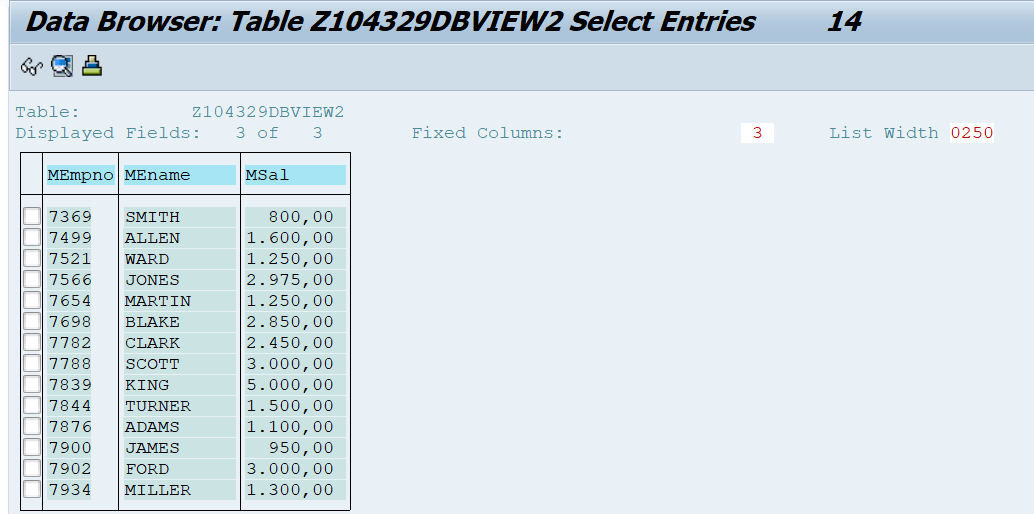 Data Browser: Table Z104329DBVIEW2 Select Entries 14
Table: Z104329DBVIEW2
Displayed Fields: 3 of 3 Fixed Columns: 3 List Width 0250
MEmpno MEname MSal
7369 SMITH 800,00
7499 ALLEN 1.600,00
7521 WARD 1.250,00
7566 JONES 2.975,00
7654 MARTIN 1.250,00
7698 BLAKE 2.850,00
7782 CLARK 2.450,00
7788 SCOTT 3.000,00
7839 KING 5.000,00
7844 TURNER 1.500,00
7876 ADAMS 1.100,00
7900 JAMES 950,00
7902 FORD 3.000,00
7934 MILLER 1.300,00